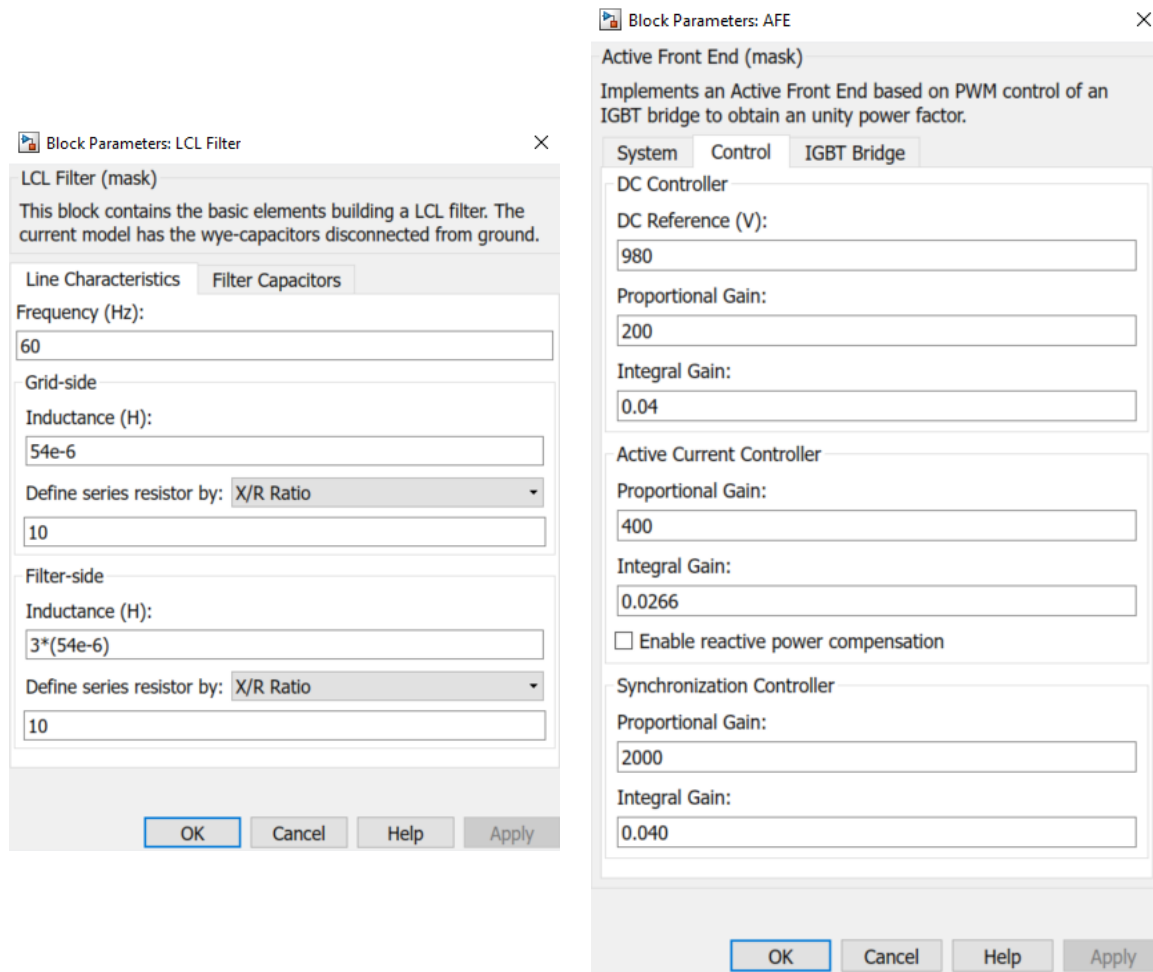 Block Parameters: LCL Filter
LCL Filter (mask)
This block contains the basic elements building a LCL filter. The
current model has the wye-capacitors disconnected from ground.
Line Characteristics
Filter Capacitors
Frequency (Hz):
60
Grid-side
Inductance (H):
54e-6
Define series resistor by: X/R Ratio
10
Filter-side
Inductance (H):
3*(54e-6)
Define series resistor by: X/R Ratio
10
OK
Cancel
Help
Apply
Block Parameters: AFE
Active Front End (mask)
Implements an Active Front End based on PWM control of an
IGBT bridge to obtain an unity power factor.
System
Control
IGBT Bridge
DC Controller
DC Reference (V):
980
Proportional Gain:
200
Integral Gain:
0.04
Active Current Controller
Proportional Gain:
400
Integral Gain:
0.0266
Enable reactive power compensation
Synchronization Controller
Proportional Gain:
2000
Integral Gain:
0.040
OK
Cancel
Help
Apply